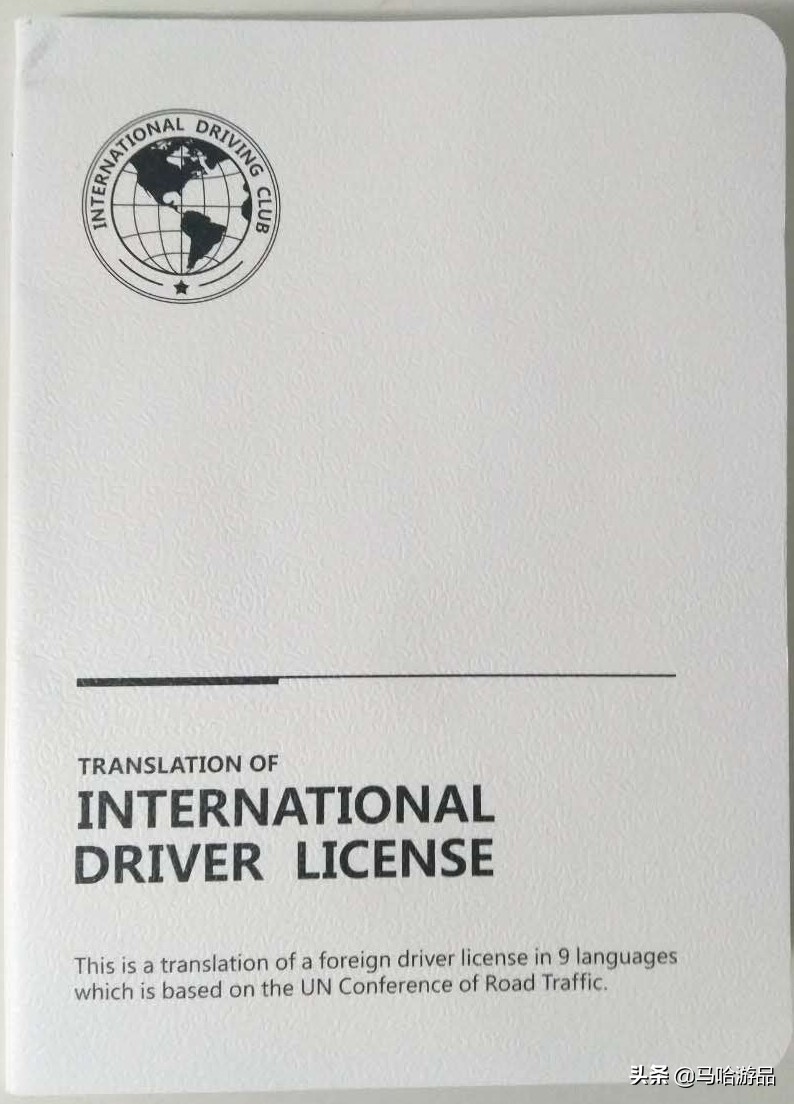 INTERNATIONAL DRIVING CLUB
TRANSLATION OF
INTERNATIONAL
DRIVER LICENSE
This is a translation of a foreign driver license in 9 languages
which is based on the UN Conference of Road Traffic.
头条 @马哈游品